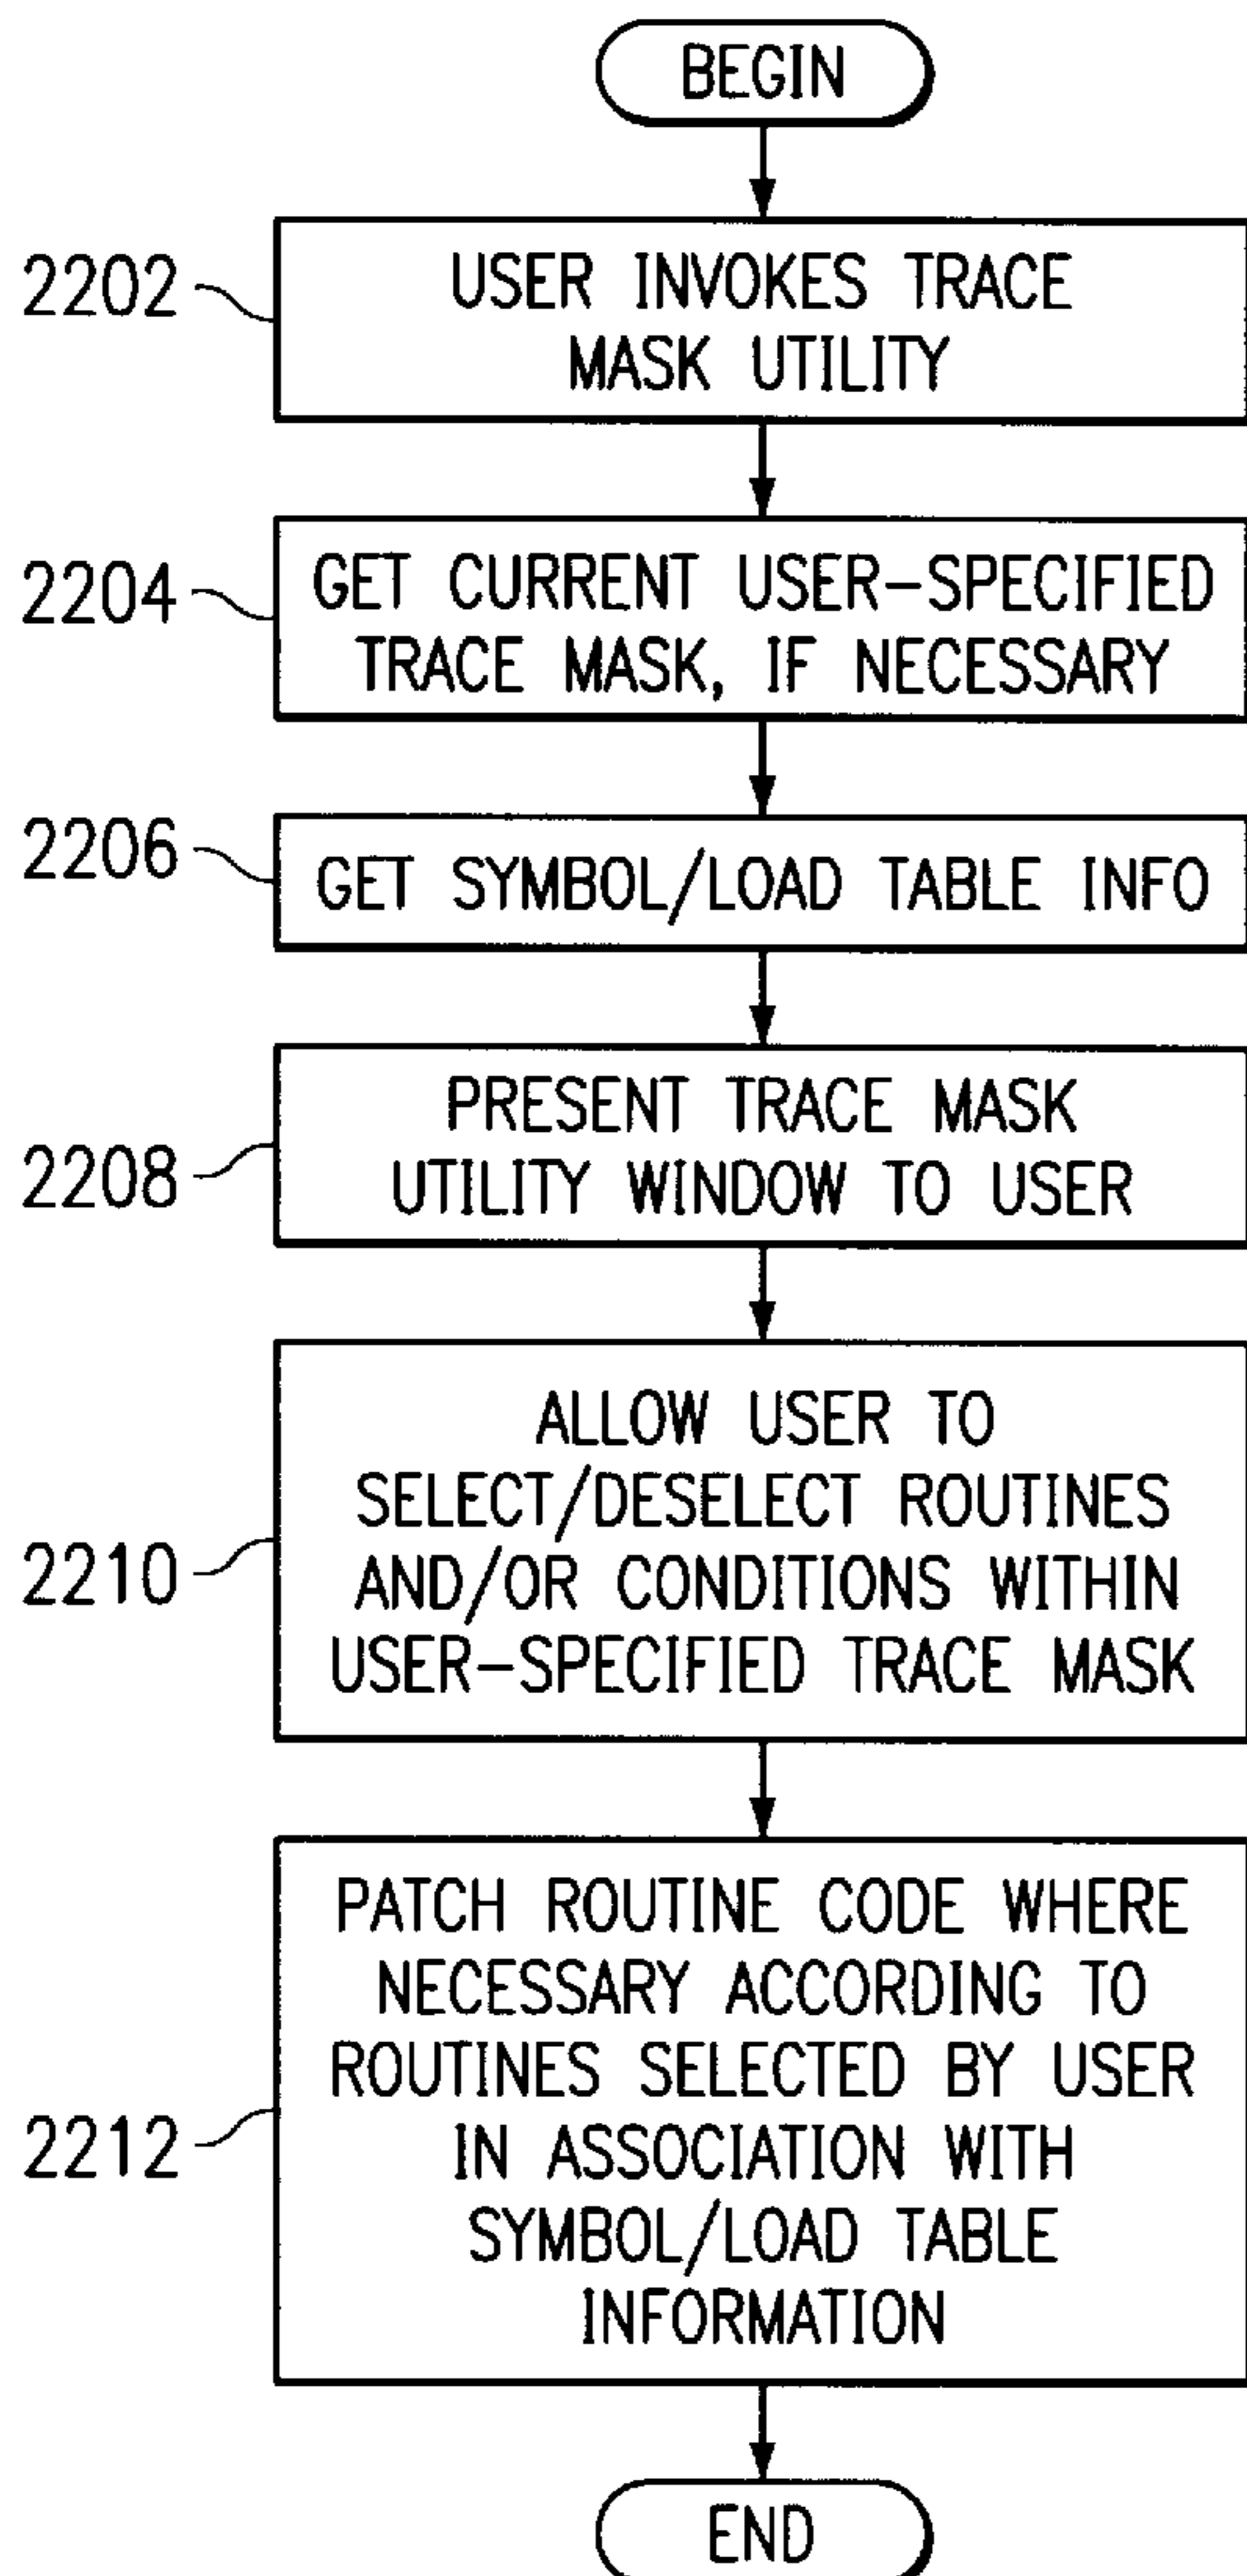 BEGIN
2202
USER INVOKES TRACE
MASK UTILITY
2204
GET CURRENT USER-SPECIFIED
TRACE MASK, IF NECESSARY
2206
GET SYMBOL/LOAD TABLE INFO
2208
PRESENT TRACE MASK
UTILITY WINDOW TO USER
2210
ALLOW USER TO
SELECT/DESELECT ROUTINES
AND/OR CONDITIONS WITHIN
USER-SPECIFIED TRACE MASK
2212
PATCH ROUTINE CODE WHERE
NECESSARY ACCORDING TO
ROUTINES SELECTED BY USER
IN ASSOCIATION WITH
SYMBOL/LOAD TABLE
INFORMATION
END